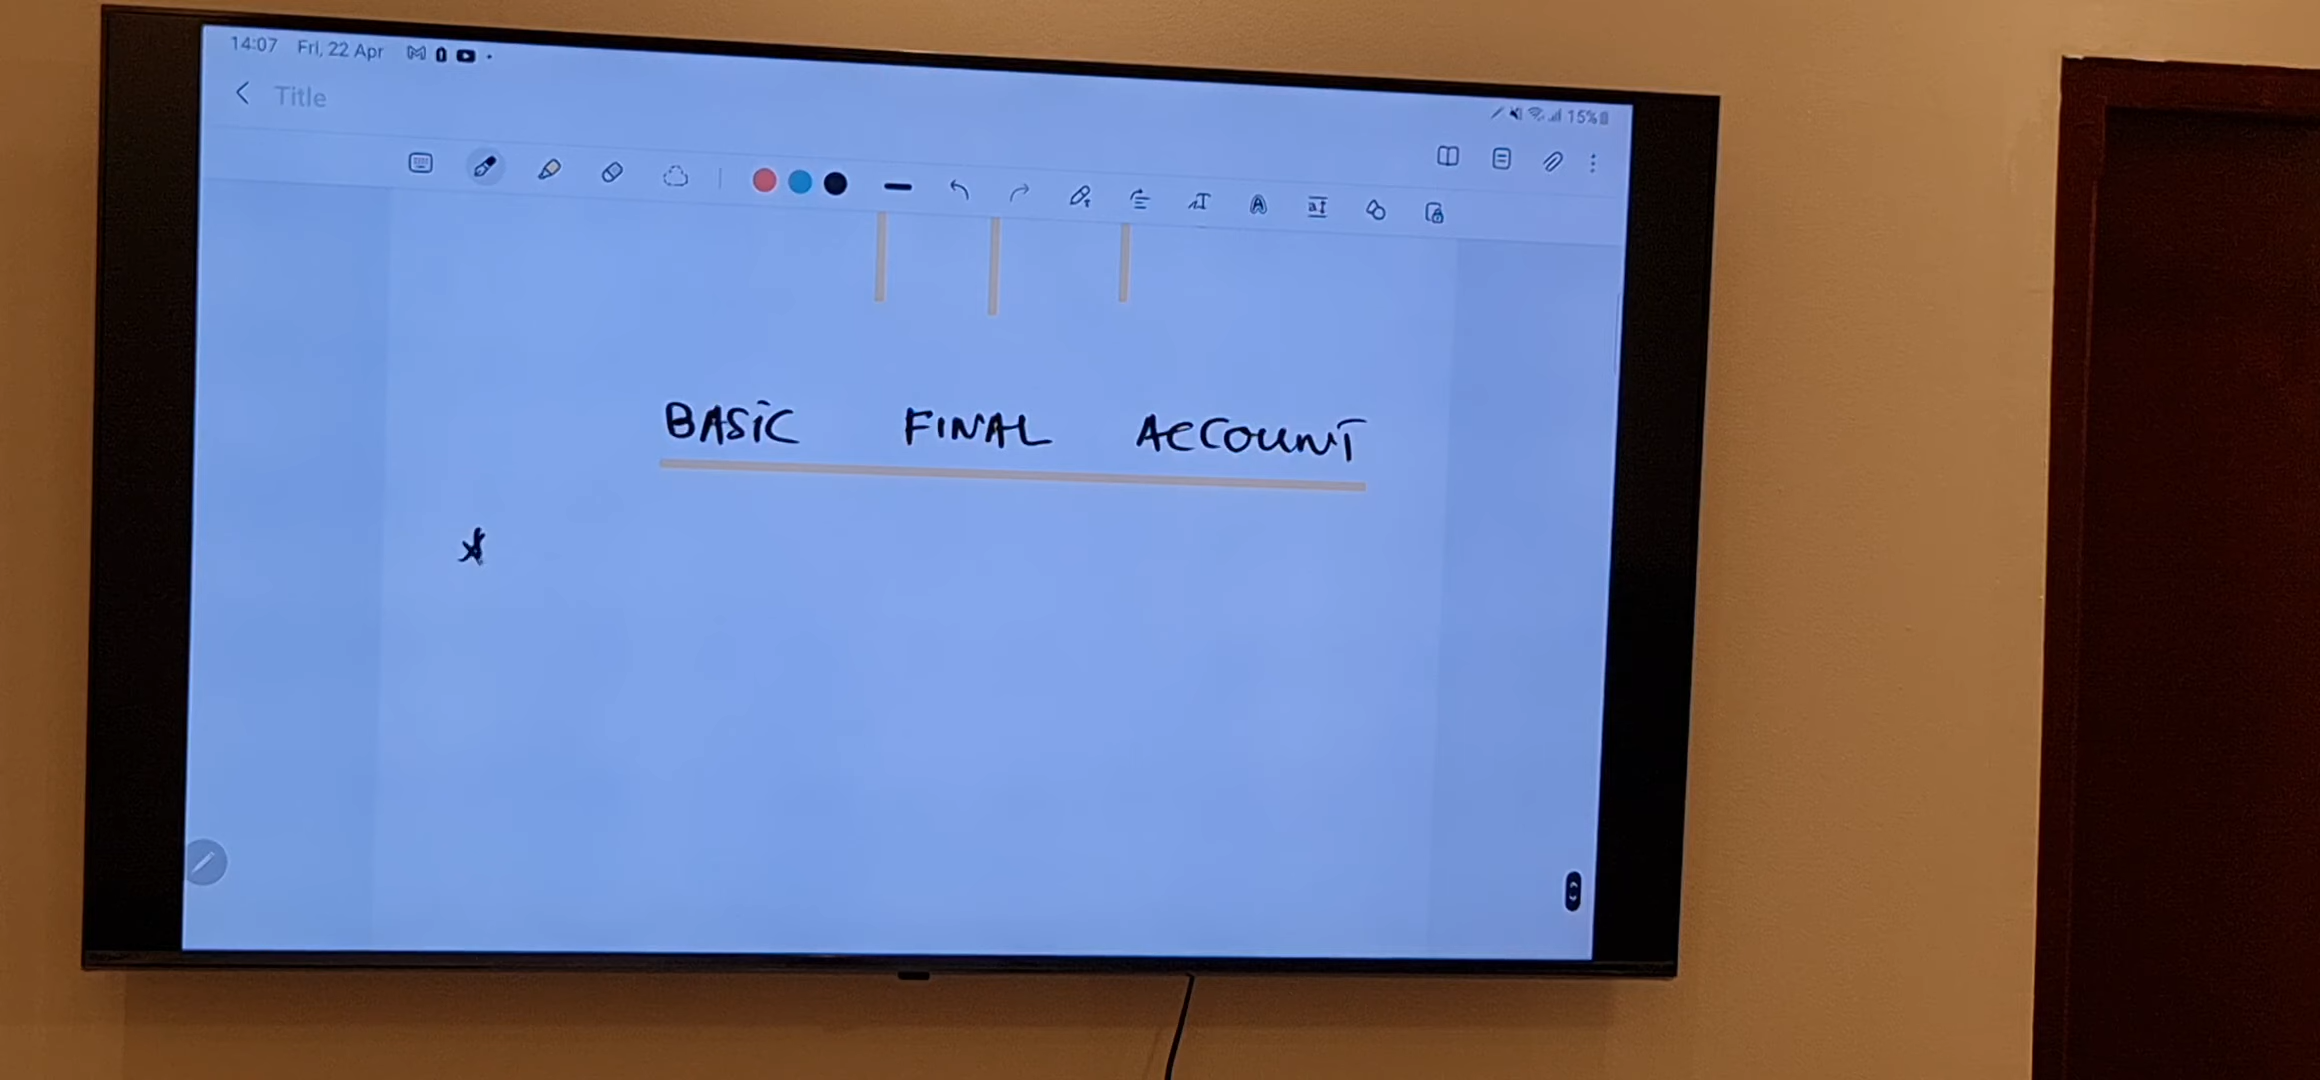 14:07 Fri, 22 Apr
15%
Title
BASIC FINAL ACCOUNT